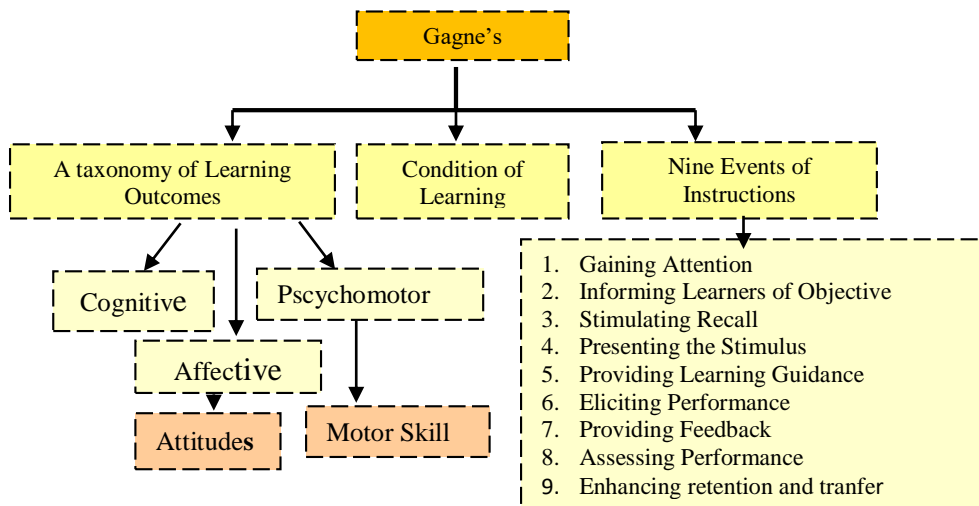 Gagne’s
A taxonomy of Learning
Outcomes
Condition of
Learning
Nine Events of
Instructions
Cognitive
Pscychomotor
Affective
Attitudes
Motor Skill
1. Gaining Attention
2. Informing Learners of Objective
3. Stimulating Recall
4. Presenting the Stimulus
5. Providing Learning Guidance
6. Eliciting Performance
7. Providing Feedback
8. Assessing Performance
9. Enhancing retention and tranfer